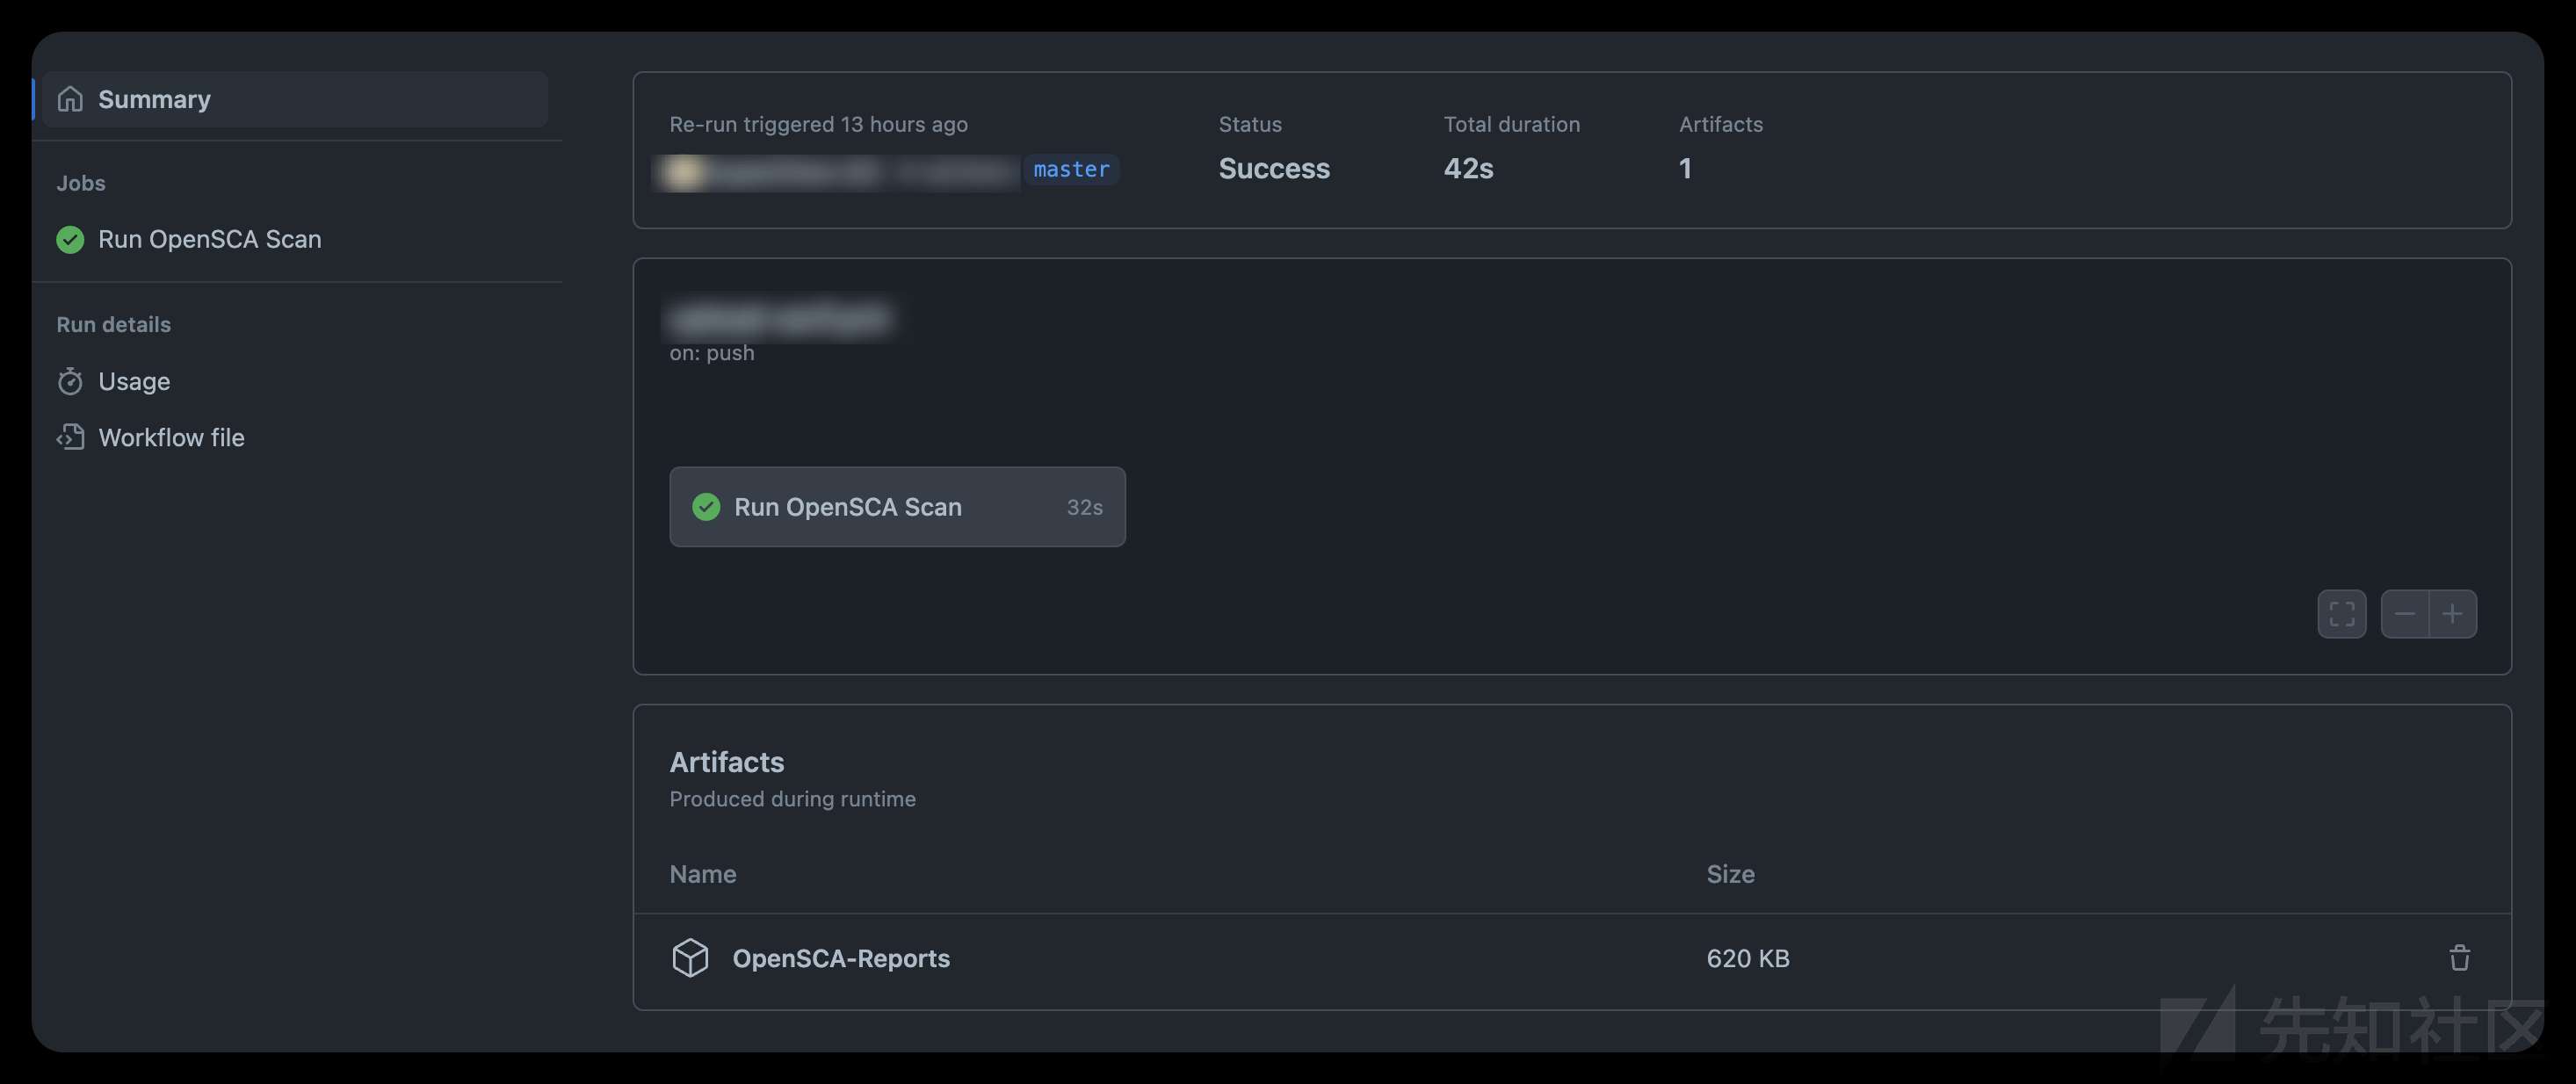 Summary
Jobs
Run OpenSCA Scan
Run details
Usage
Workflow file
Re-run triggered 13 hours ago
master
Status
Success
Total duration
42s
Artifacts
1
on: push
Run OpenSCA Scan 32s
Artifacts
Produced during runtime
Name Size
OpenSCA-Reports 620 KB
先知社区